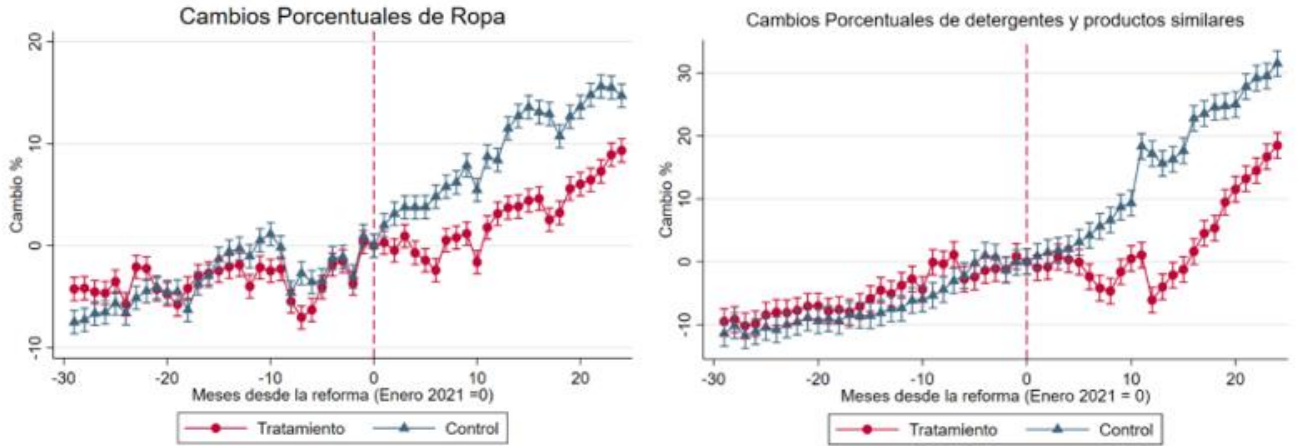 Cambios Porcentuales de Ropa
20
10
0
-10
Cambio %
-30
-20
-10
0
10
20
Meses desde la reforma (Enero 2021 =0)
Tratamiento
Control
Cambios Porcentuales de detergentes y productos similares
30
20
10
0
-10
Cambio %
-30
-20
-10
0
10
20
Meses desde la reforma (Enero 2021 = 0)
Tratamiento
Control